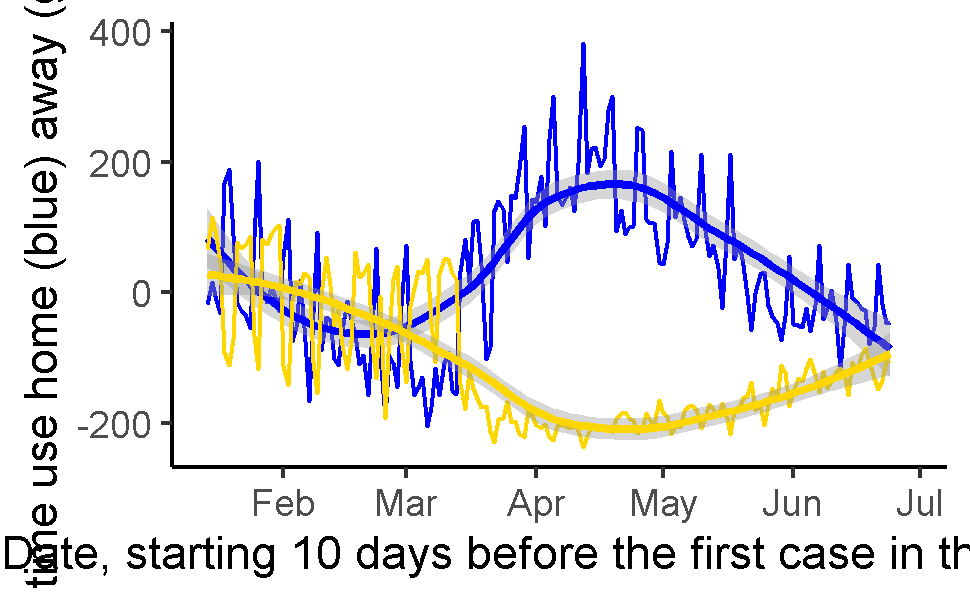 time use home (blue) away (
400
200
0
-200
Feb Mar Apr May Jun Jul
Date, starting 10 days before the first case in th